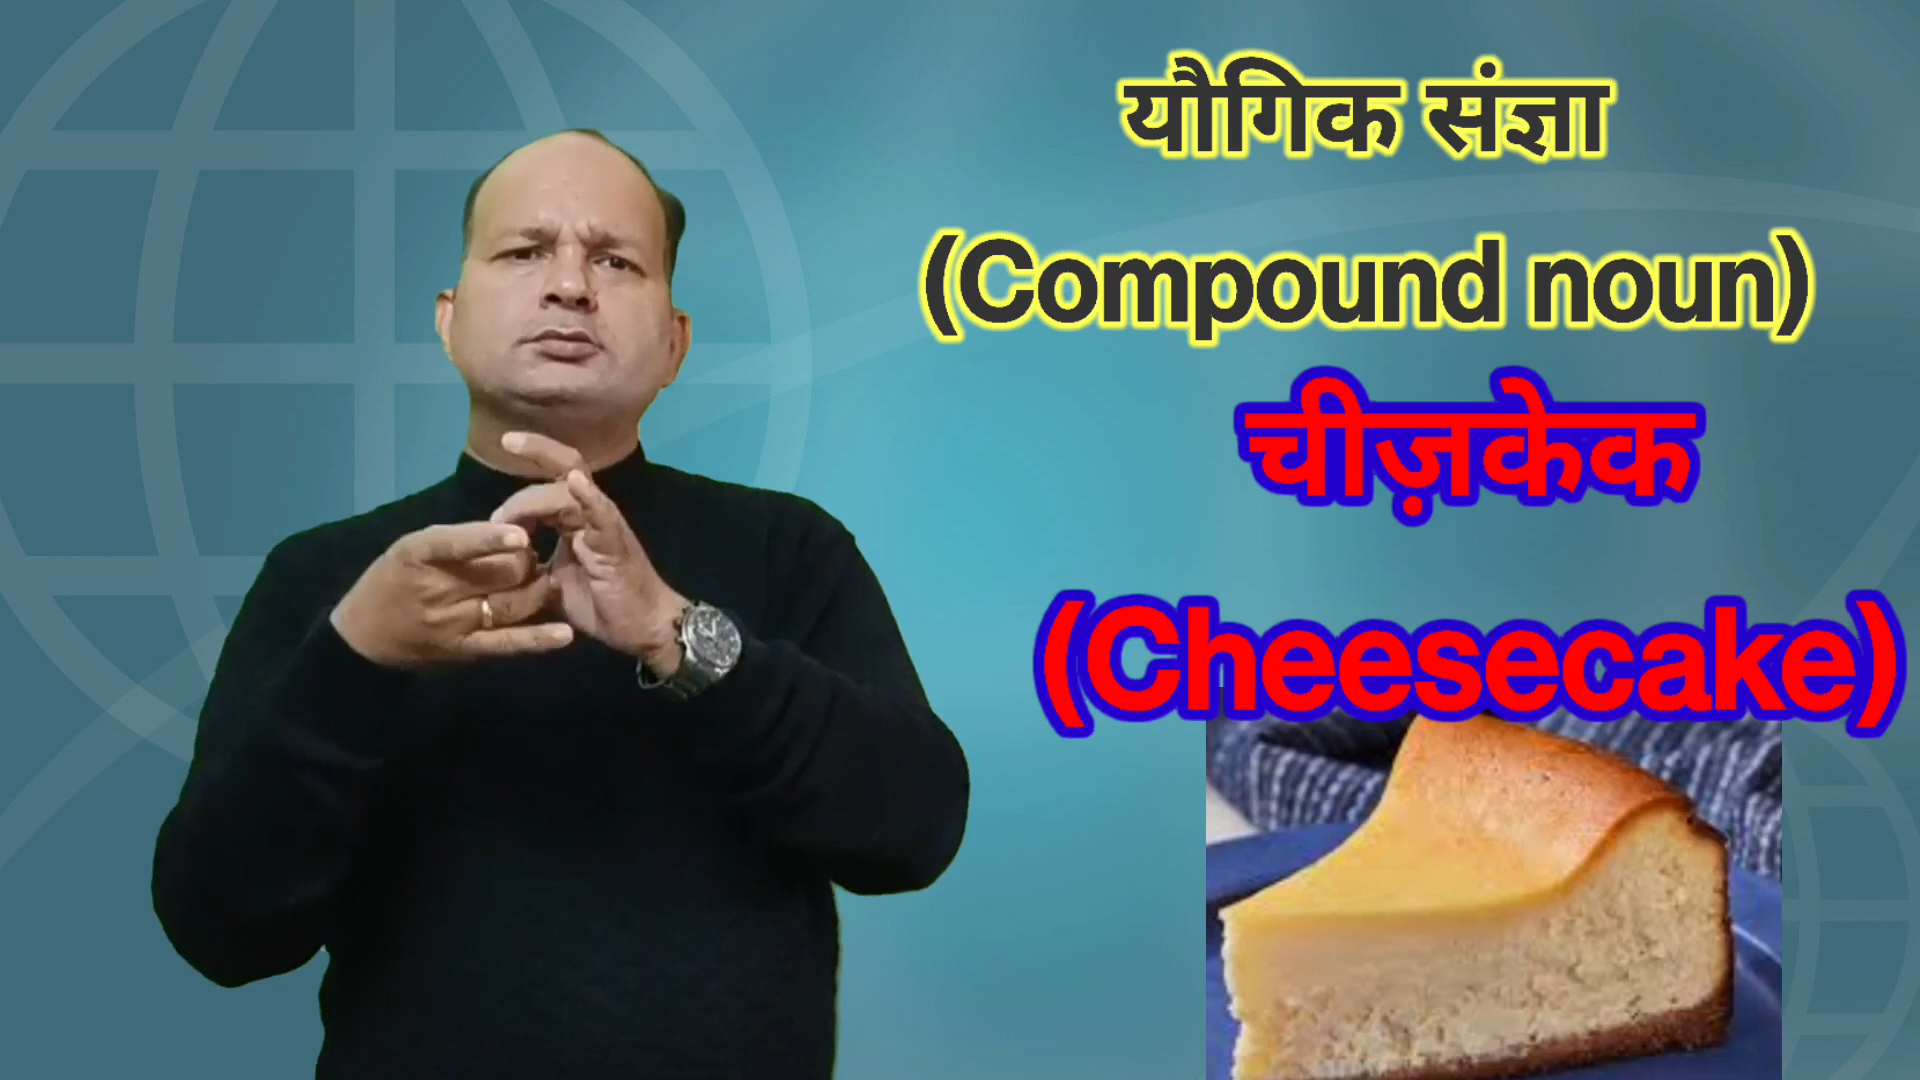 यौगिक संज्ञा
(Compound noun)
चीज़केक
(Cheesecake)